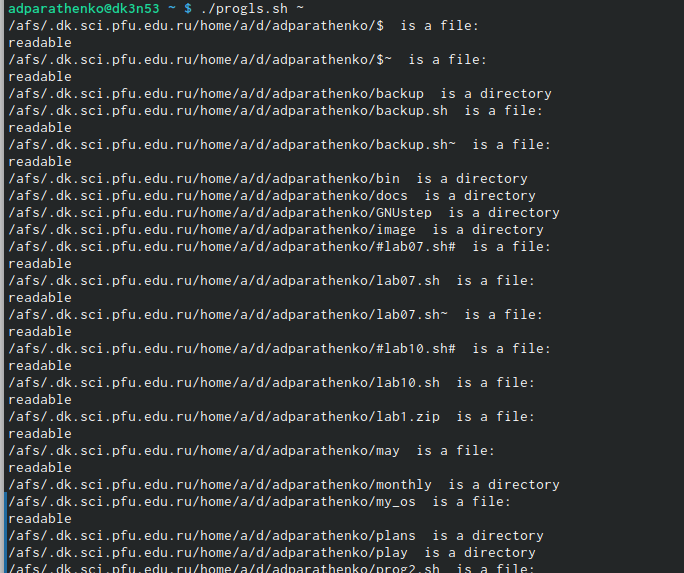 adparathenko@dk3n53 ~ $ ./progls.sh ~
/afs/.dk.sci.pfu.edu.ru/home/a/d/adparathenko/$  is a file:
readable
/afs/.dk.sci.pfu.edu.ru/home/a/d/adparathenko/$~  is a file:
readable
/afs/.dk.sci.pfu.edu.ru/home/a/d/adparathenko/backup  is a directory
/afs/.dk.sci.pfu.edu.ru/home/a/d/adparathenko/backup.sh  is a file:
readable
/afs/.dk.sci.pfu.edu.ru/home/a/d/adparathenko/backup.sh~  is a file:
readable
/afs/.dk.sci.pfu.edu.ru/home/a/d/adparathenko/bin  is a directory
/afs/.dk.sci.pfu.edu.ru/home/a/d/adparathenko/docs  is a directory
/afs/.dk.sci.pfu.edu.ru/home/a/d/adparathenko/GNUstep  is a directory
/afs/.dk.sci.pfu.edu.ru/home/a/d/adparathenko/image  is a directory
/afs/.dk.sci.pfu.edu.ru/home/a/d/adparathenko/#lab07.sh#  is a file:
readable
/afs/.dk.sci.pfu.edu.ru/home/a/d/adparathenko/lab07.sh  is a file:
readable
/afs/.dk.sci.pfu.edu.ru/home/a/d/adparathenko/lab07.sh~  is a file:
readable
/afs/.dk.sci.pfu.edu.ru/home/a/d/adparathenko/#lab10.sh#  is a file:
readable
/afs/.dk.sci.pfu.edu.ru/home/a/d/adparathenko/lab10.sh  is a file:
readable
/afs/.dk.sci.pfu.edu.ru/home/a/d/adparathenko/lab1.zip  is a file:
readable
/afs/.dk.sci.pfu.edu.ru/home/a/d/adparathenko/may  is a file:
readable
/afs/.dk.sci.pfu.edu.ru/home/a/d/adparathenko/monthly  is a directory
/afs/.dk.sci.pfu.edu.ru/home/a/d/adparathenko/my_os  is a file:
readable
/afs/.dk.sci.pfu.edu.ru/home/a/d/adparathenko/plans  is a directory
/afs/.dk.sci.pfu.edu.ru/home/a/d/adparathenko/play  is a directory
/afs/.dk.sci.pfu.edu.ru/home/a/d/adparathenko/prog2.sh  is a file: